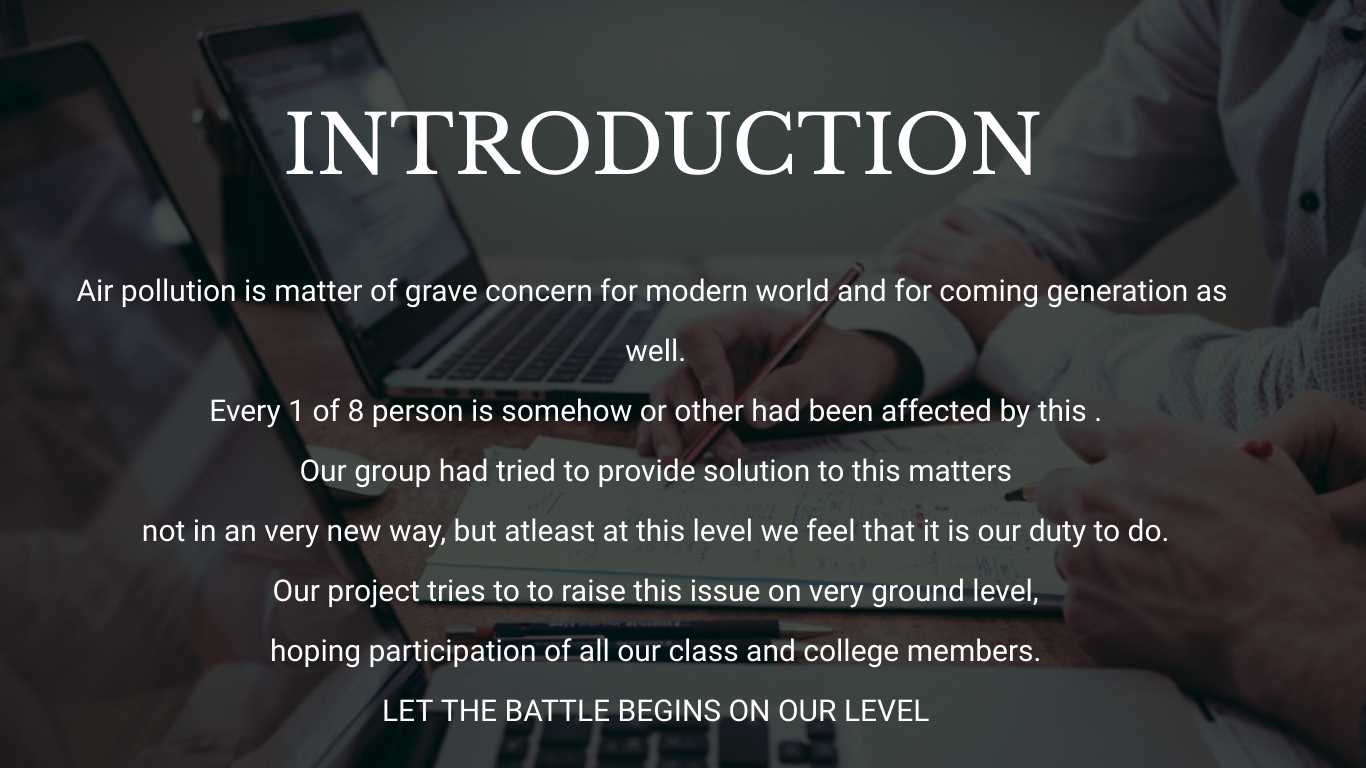 INTRODUCTION
Air pollution is matter of grave concern for modern world and for coming generation as
well.
Every 1 of 8 person is somehow or other had been affected by this .
Our group had tried to provide solution to this matters
not in an very new way, but atleast at this level we feel that it is our duty to do.
Our project tries to to raise this issue on very ground level,
hoping participation of all our class and college members.
LET THE BATTLE BEGINS ON OUR LEVEL